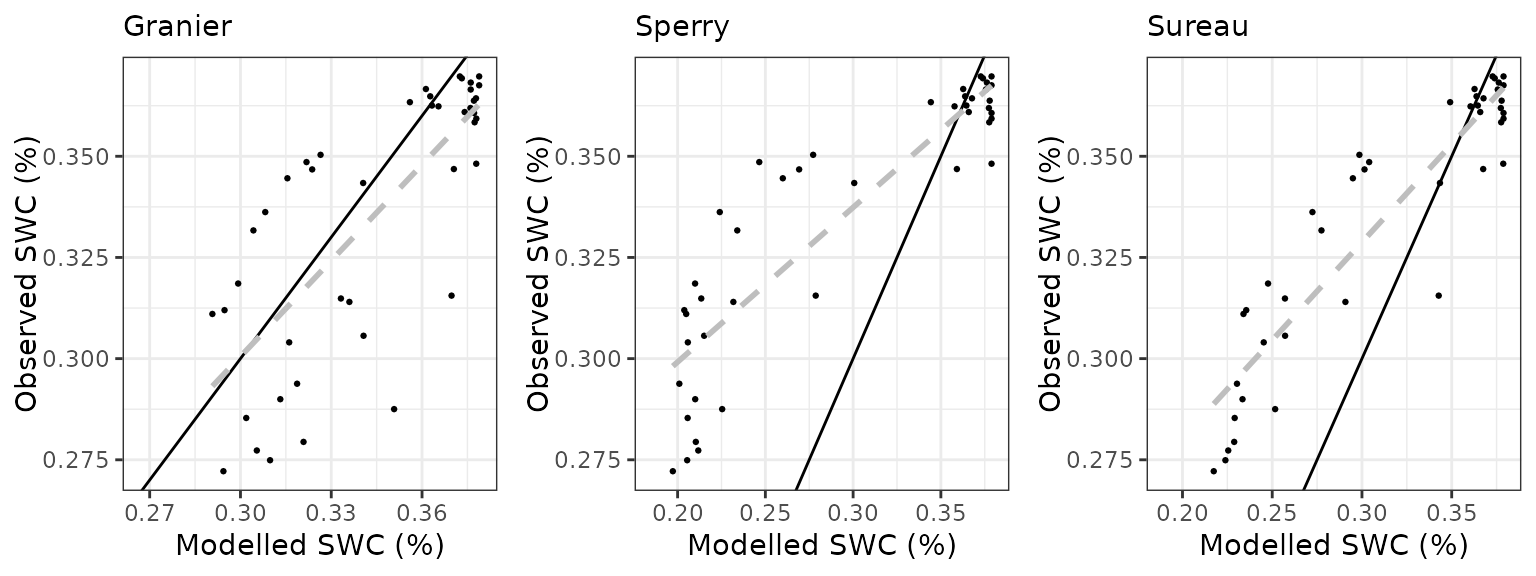 Granier
Observed SWC (%)
0.350
0.325
0.300
0.275
0.27 0.30 0.33 0.36
Modelled SWC (%)
Sperry
Observed SWC (%)
0.350
0.325
0.300
0.275
0.20 0.25 0.30 0.35
Modelled SWC (%)
Sureau
Observed SWC (%)
0.350
0.325
0.300
0.275
0.20 0.25 0.30 0.35
Modelled SWC (%)